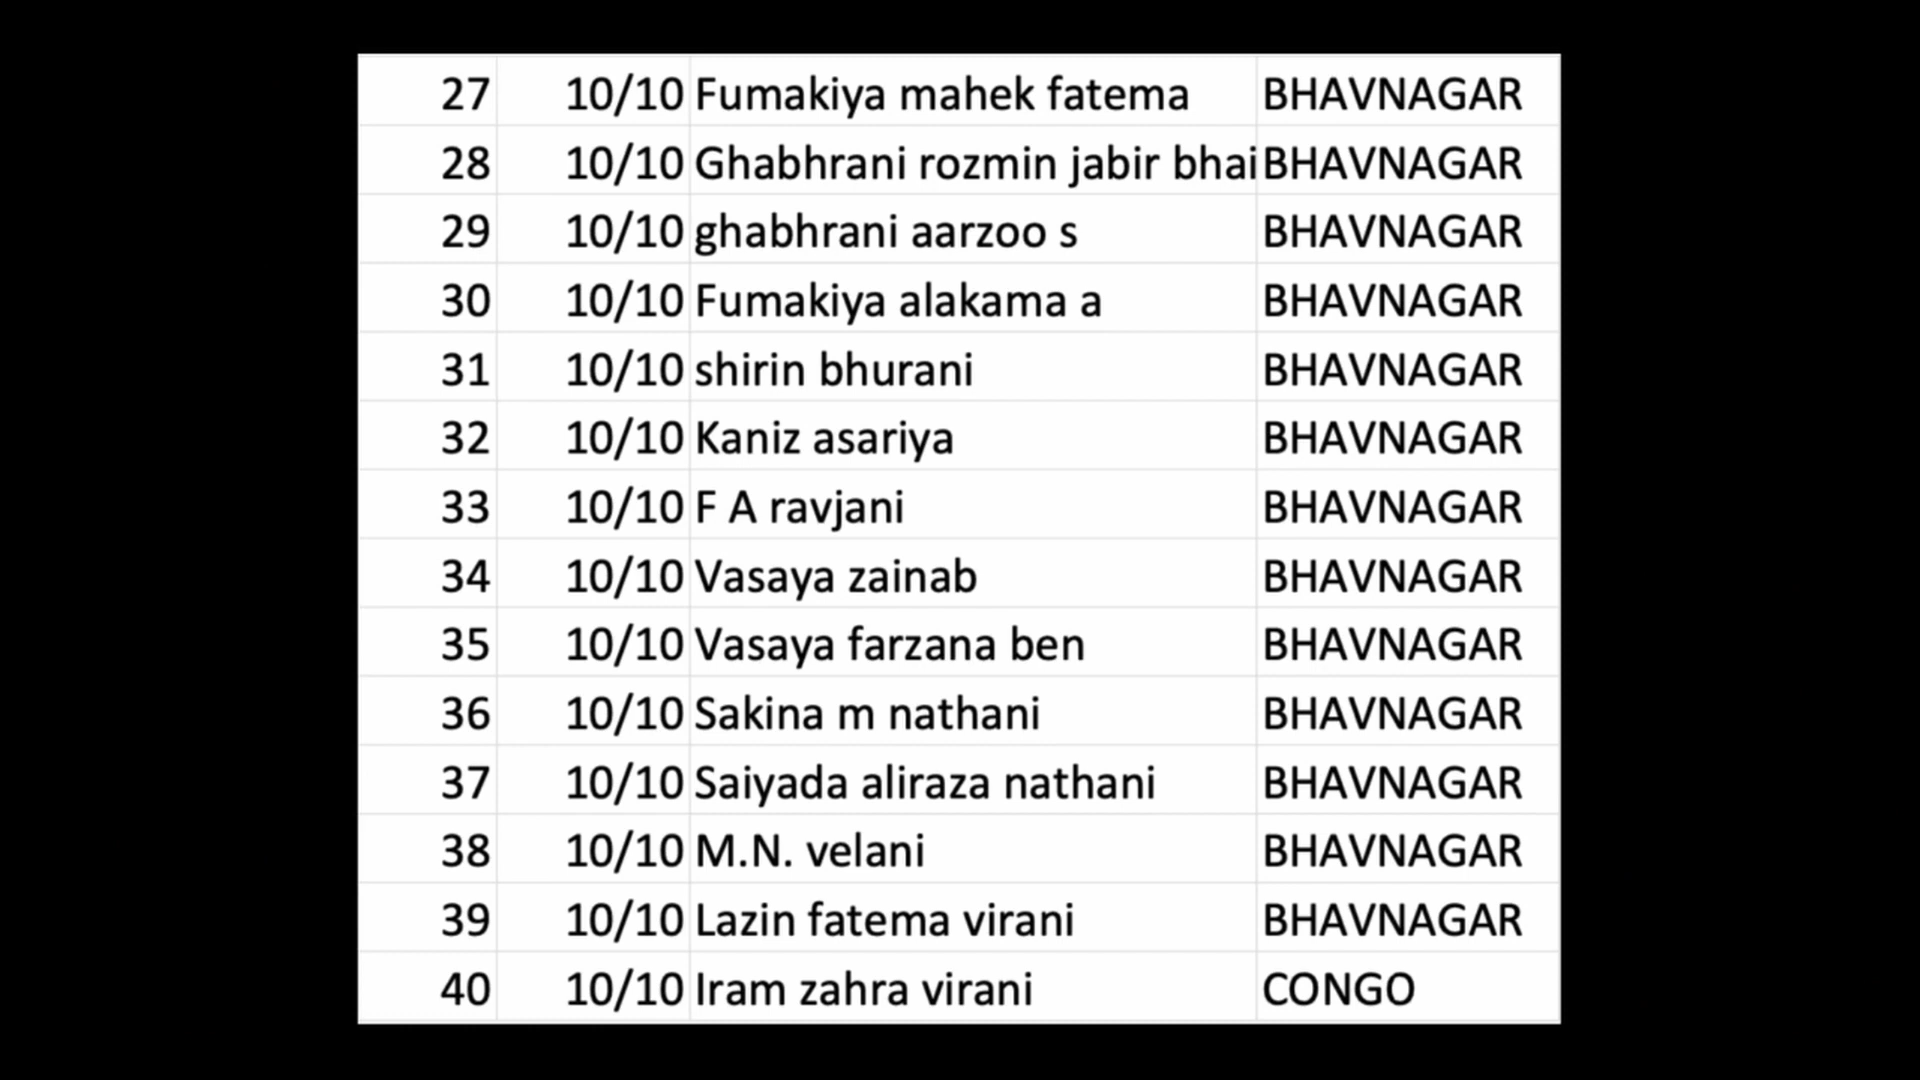 27 10/10 Fumakiya mahek fatema BHAVNAGAR
28 10/10 Ghabhrani rozmin jabir bhai BHAVNAGAR
29 10/10 ghabhrani aarzoo s BHAVNAGAR
30 10/10 Fumakiya alakama a BHAVNAGAR
31 10/10 shirin bhurani BHAVNAGAR
32 10/10 Kaniz asariya BHAVNAGAR
33 10/10 F A ravjani BHAVNAGAR
34 10/10 Vasaya zainab BHAVNAGAR
35 10/10 Vasaya farzana ben BHAVNAGAR
36 10/10 Sakina m nathani BHAVNAGAR
37 10/10 Saiyada aliraza nathani BHAVNAGAR
38 10/10 M.N. velani BHAVNAGAR
39 10/10 Lazin fatema virani BHAVNAGAR
40 10/10 Iram zahra virani CONGO